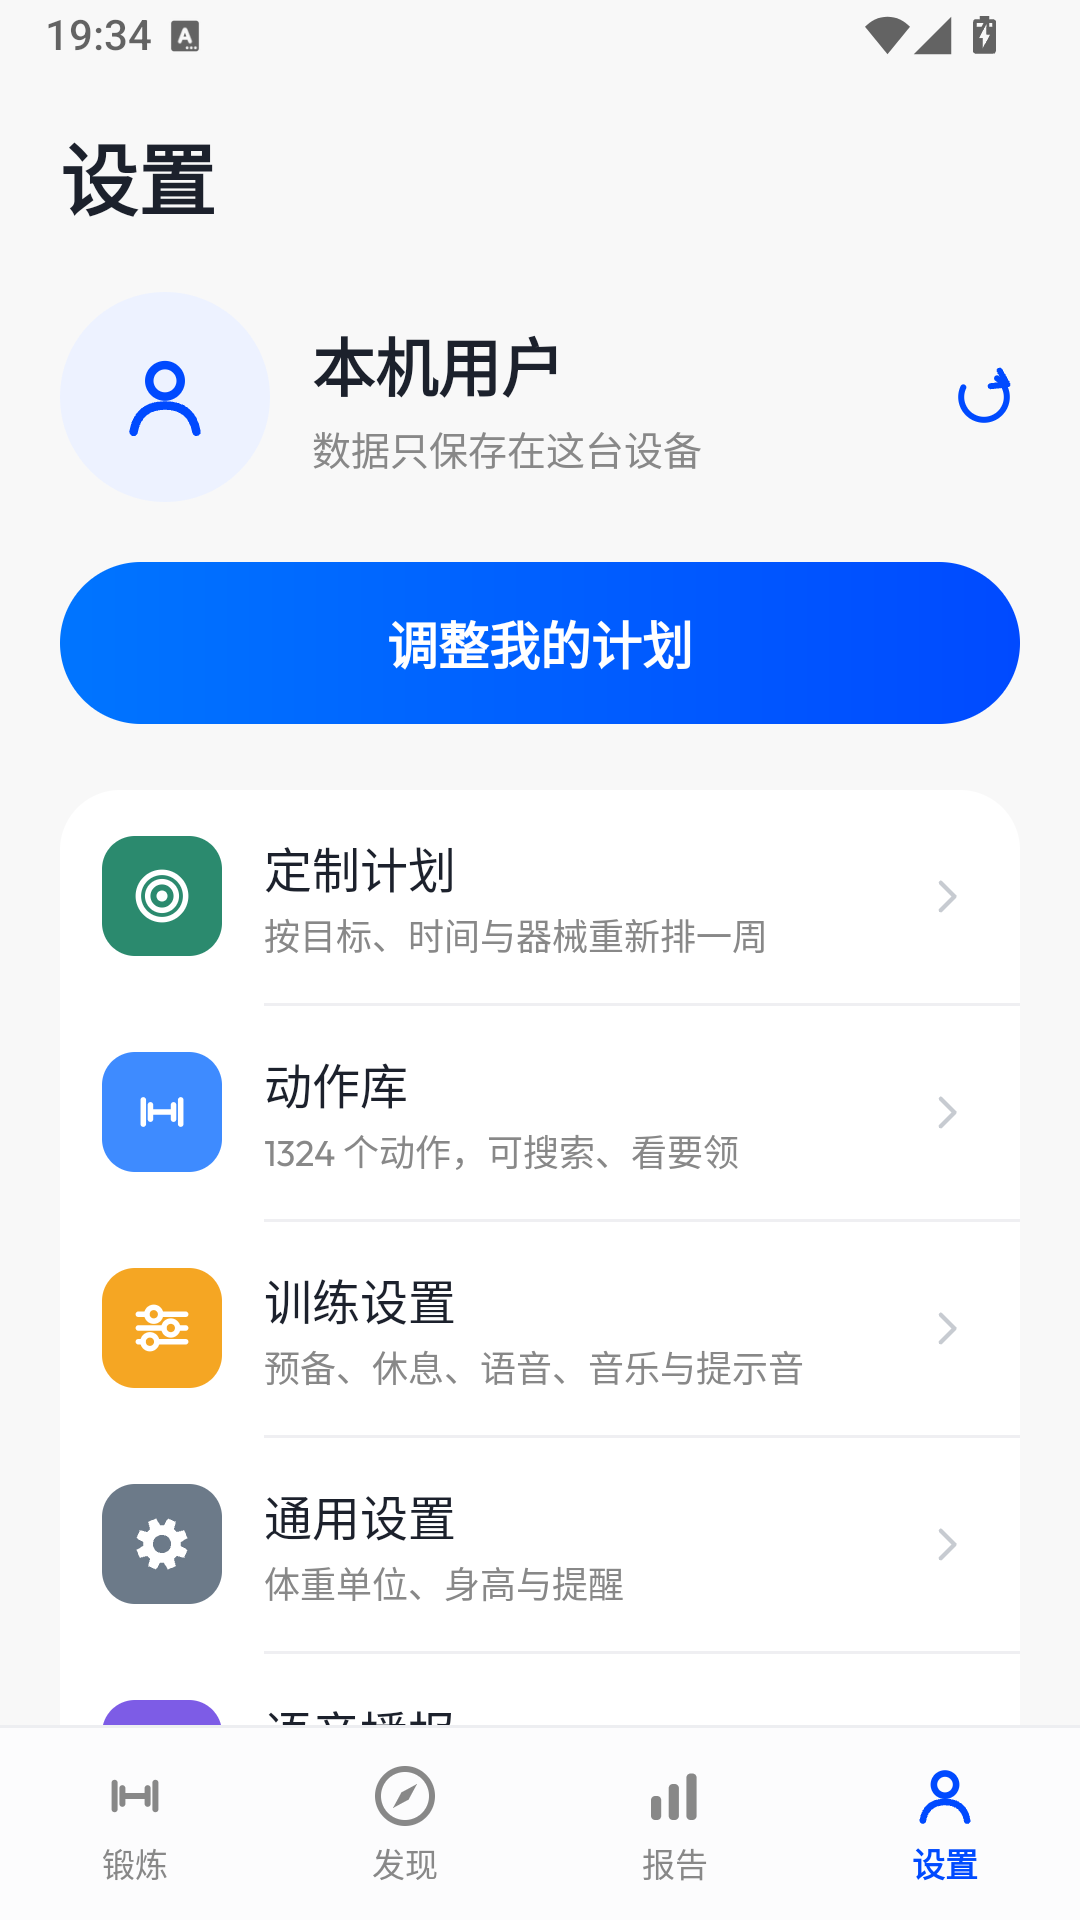 19:34
设置
本机用户
数据只保存在这台设备
调整我的计划
定制计划
按目标、时间与器械重新排一周
动作库
1324 个动作，可搜索、看要领
训练设置
预备、休息、语音、音乐与提示音
通用设置
体重单位、身高与提醒
语音播报
锻炼
发现
报告
设置